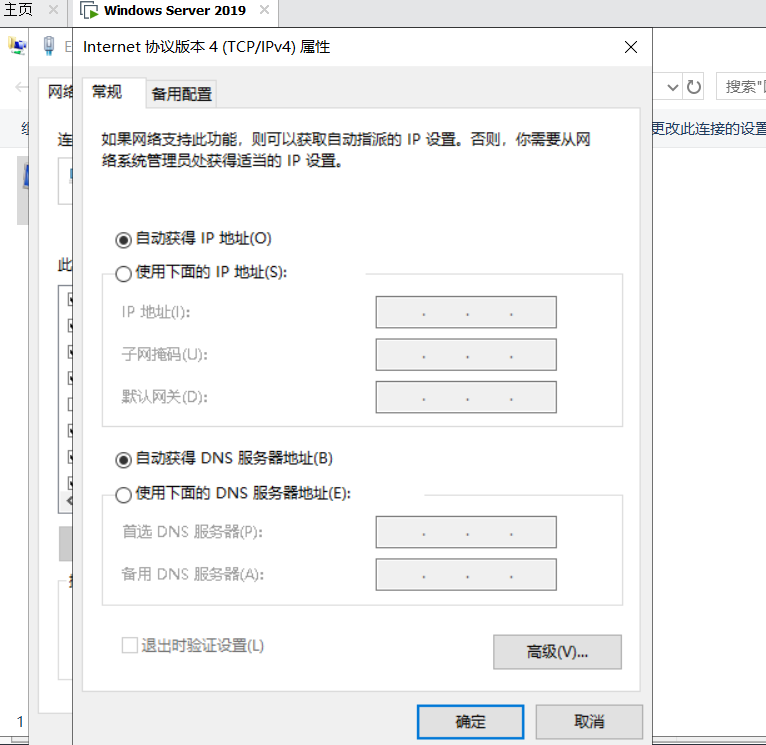 主页
Windows Server 2019
Internet 协议版本 4 (TCP/IPv4) 属性
网络
常规
备用配置
搜索"
更改此连接的设置
如果网络支持此功能，则可以获取自动指派的 IP 设置。否则，你需要从网
络系统管理员处获得适当的 IP 设置。
自动获得 IP 地址(O)
使用下面的 IP 地址(S):
IP 地址(I):
子网掩码(U):
默认网关(D):
自动获得 DNS 服务器地址(B)
使用下面的 DNS 服务器地址(E):
首选 DNS 服务器(P):
备用 DNS 服务器(A):
退出时验证设置(L)
高级(V)...
1
确定
取消